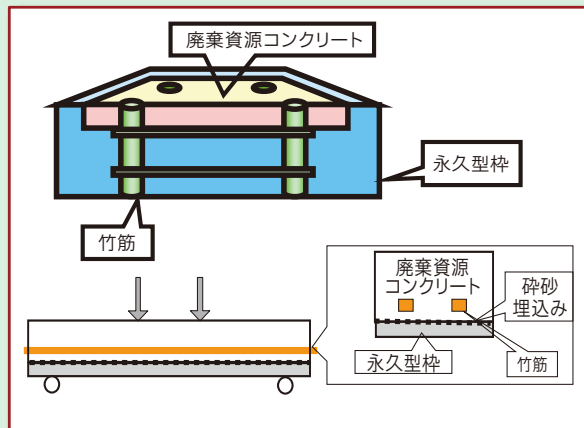 廃棄資源コンクリート
永久型枠
竹筋
廃棄資源
コンクリート
砕砂
埋込み
永久型枠
竹筋